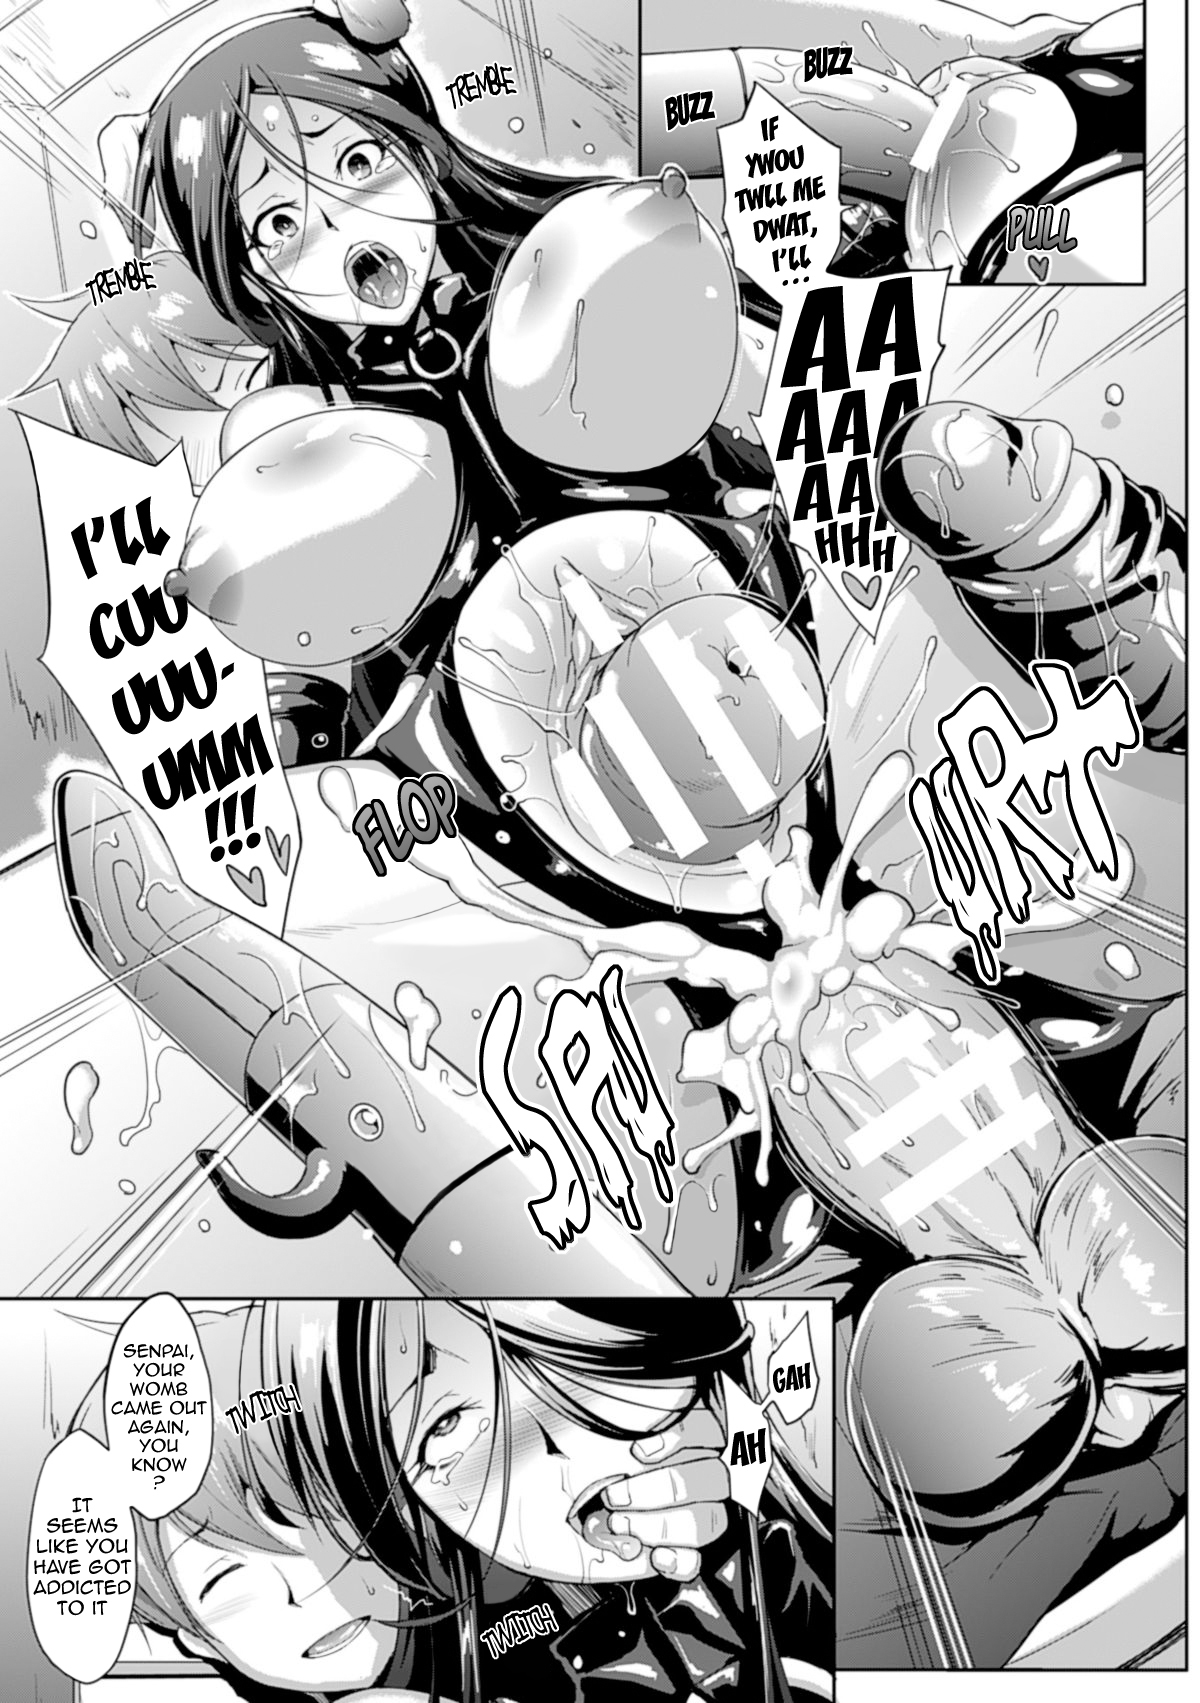 BUZZ
BUZZ
PULL
IF
YWOU
TWLL ME
DWAT,
I'LL
...
AA
AAA
AAA
HHH
TREMBLE
TREMBLE
I'LL
CUU
UUU-
UMM
!!!
FLOP
SPU
URT
GAH
AH
SENPAI,
YOUR
WOMB
CAME OUT
AGAIN,
YOU
KNOW
?
IT
SEEMS
LIKE YOU
HAVE GOT
ADDICTED
TO IT
TWITCH
TWITCH